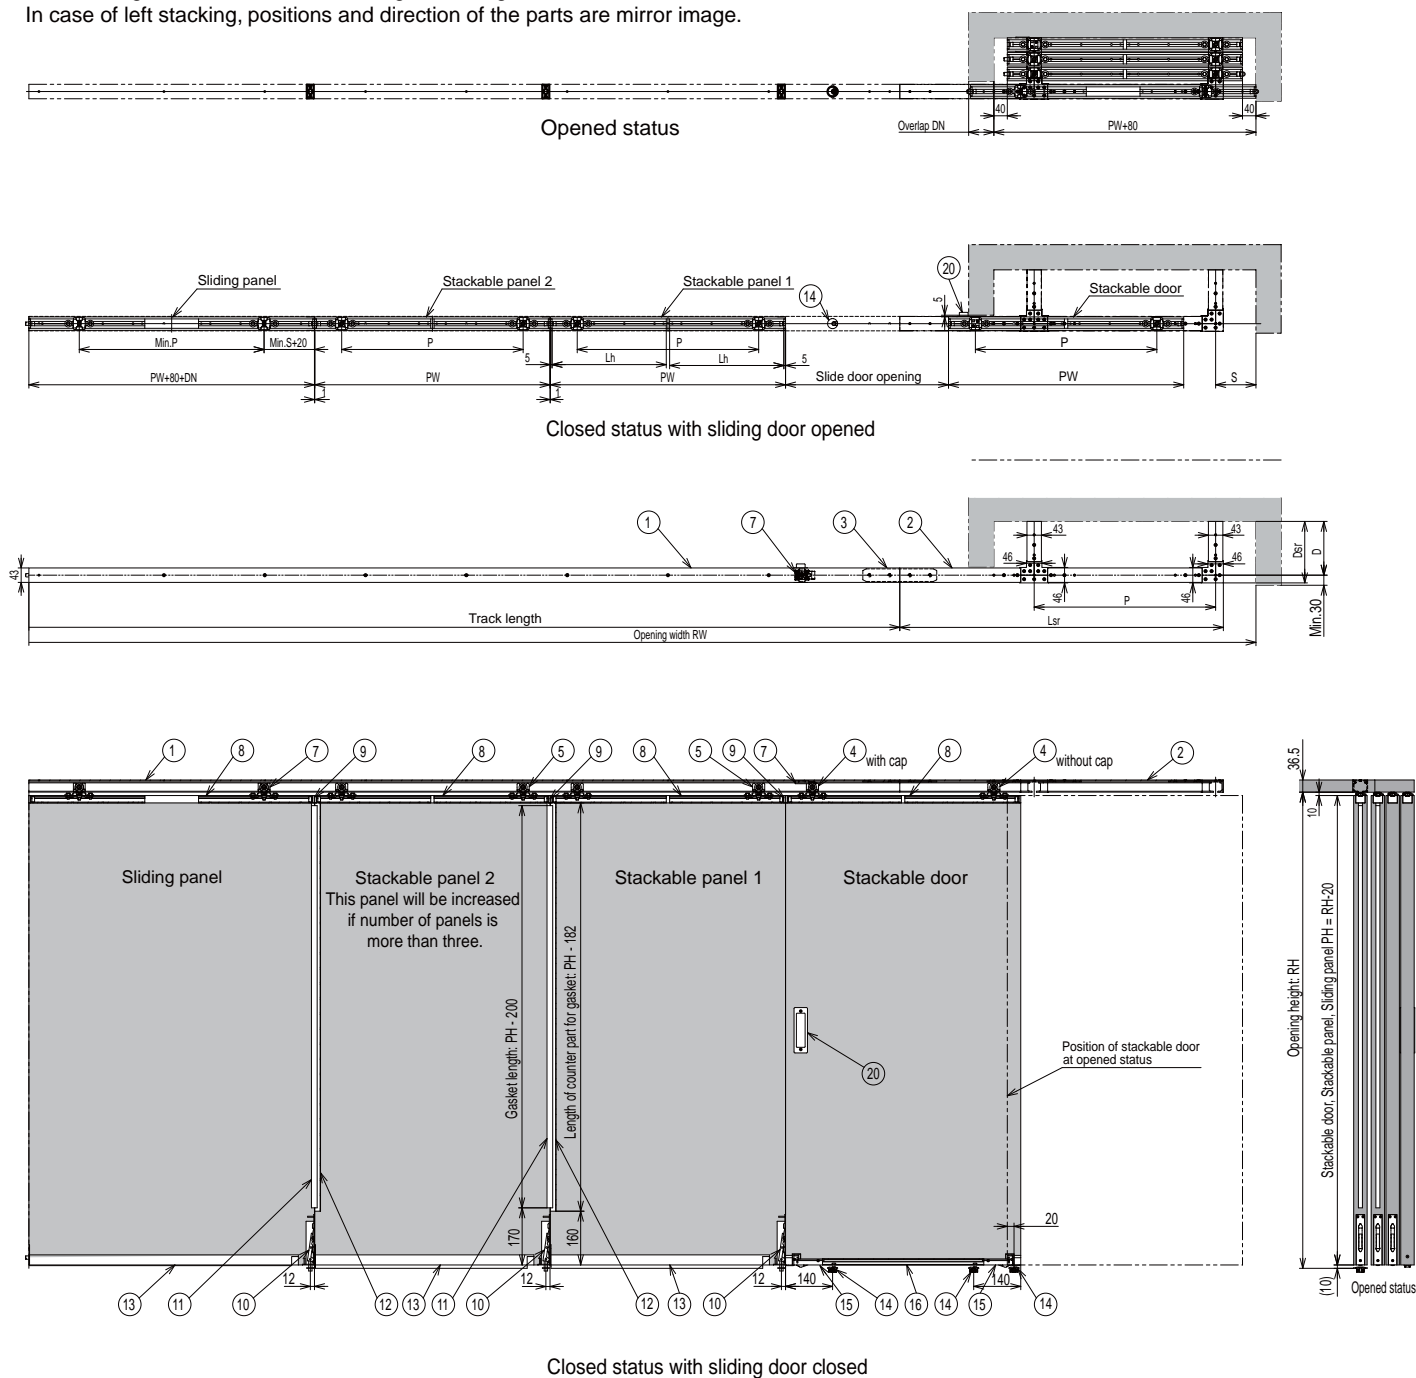 In case of left stacking, positions and direction of the parts are mirror image.
40
40
Overlap DN
PW+80
Opened status
Sliding panel
Stackable panel 2
Stackable panel 1
14
20
5
Stackable door
Min.P
Min.S+20
P
5
Lh
P
Lh
5
P
PW+80+DN
PW
PW
Slide door opening
PW
S
1
1
Closed status with sliding door opened
1
7
3
2
43
43
43
46
46
46
46
Dsr
D
P
Min.30
Track length
Lsr
Opening width RW
1
8
7
9
8
5
9
8
5
9
7
4
with cap
8
4
without cap
2
36.5
10
Sliding panel
Stackable panel 2
This panel will be increased
if number of panels is
more than three.
Stackable panel 1
Stackable door
Gasket length: PH - 200
Length of counter part for gasket: PH - 182
Opening height: RH
Stackable door, Stackable panel, Sliding panel PH = RH-20
20
Position of stackable door
at opened status
170
160
20
12
12
12
140
140
(10)
Opened status
13
11
10
12
13
11
10
12
13
10
15
14
16
14
15
14
Closed status with sliding door closed